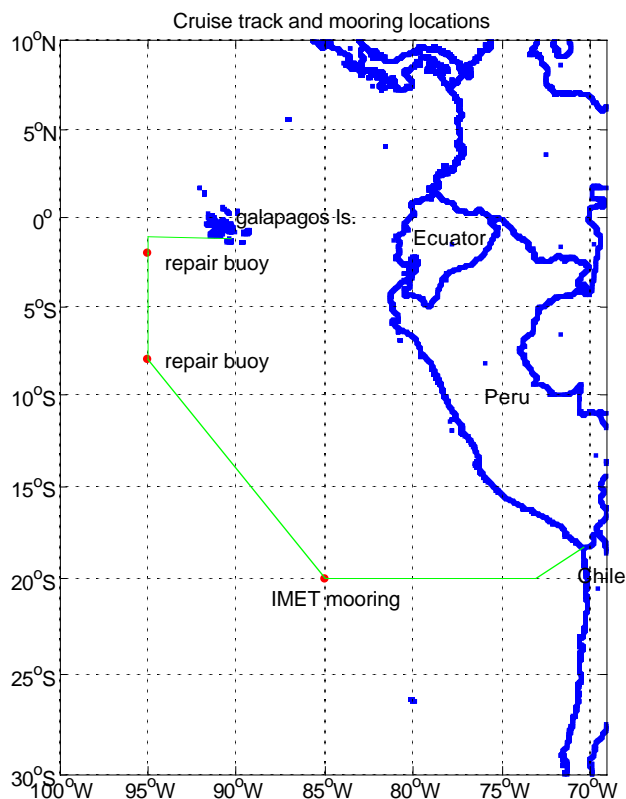 Cruise track and mooring locations
10°N
5°N
0°
galapagos Is.
Ecuador
repair buoy
5°S
repair buoy
10°S
Peru
15°S
20°S
Chile
IMET mooring
25°S
30°S
100°W 95°W 90°W 85°W 80°W 75°W 70°W